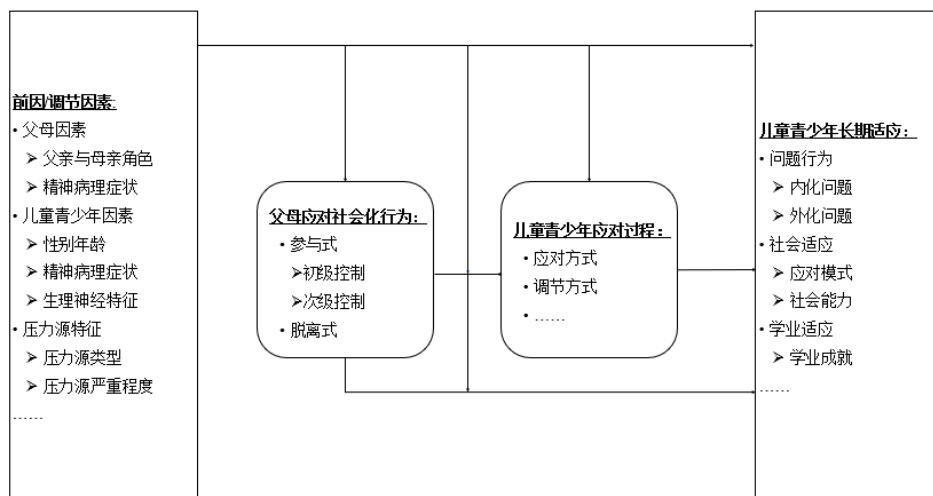 前因/调节因素:
• 父母因素
➢ 父亲与母亲角色
➢ 精神病理症状
• 儿童青少年因素
➢ 性别年龄
➢ 精神病理症状
➢ 生理神经特征
• 压力源特征
➢ 压力源类型
➢ 压力源严重程度
……
父母应对社会化行为：
• 参与式
➢初级控制
➢次级控制
• 脱离式
儿童青少年应对过程：
• 应对方式
• 调节方式
• ……
儿童青少年长期适应：
• 问题行为
➢ 内化问题
➢ 外化问题
• 社会适应
➢ 应对模式
➢ 社会能力
• 学业适应
➢ 学业成就
……